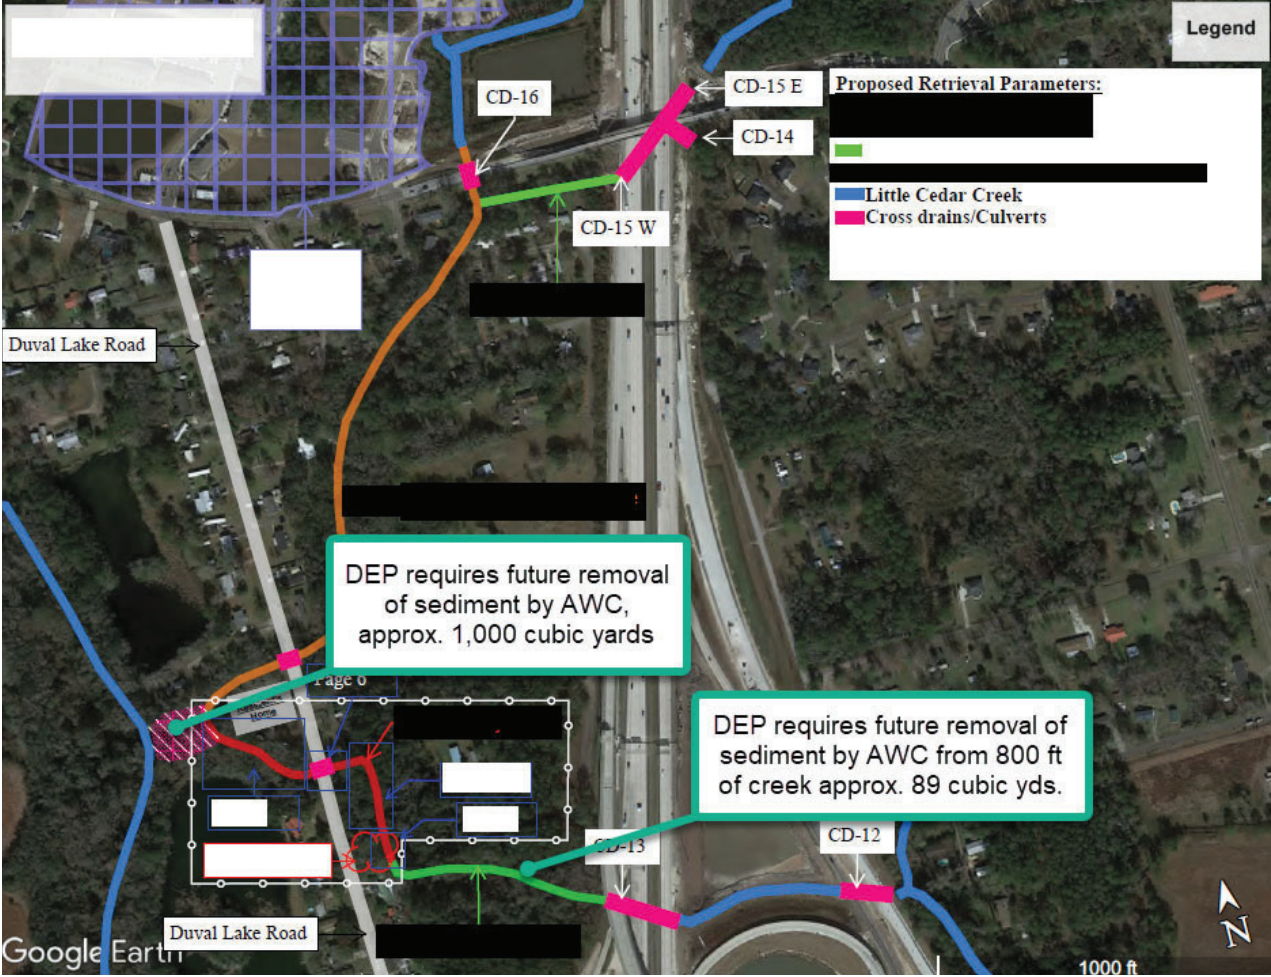 Legend
CD-15 E
Proposed Retrieval Parameters:
CD-16
CD-14
Little Cedar Creek
Cross drains/Culverts
CD-15 W
Duval Lake Road
DEP requires future removal
of sediment by AWC,
approx. 1,000 cubic yards
Page 6
Home
DEP requires future removal of
sediment by AWC from 800 ft
of creek approx. 89 cubic yds.
CD-13
CD-12
Duval Lake Road
N
Google Earth
1000 ft